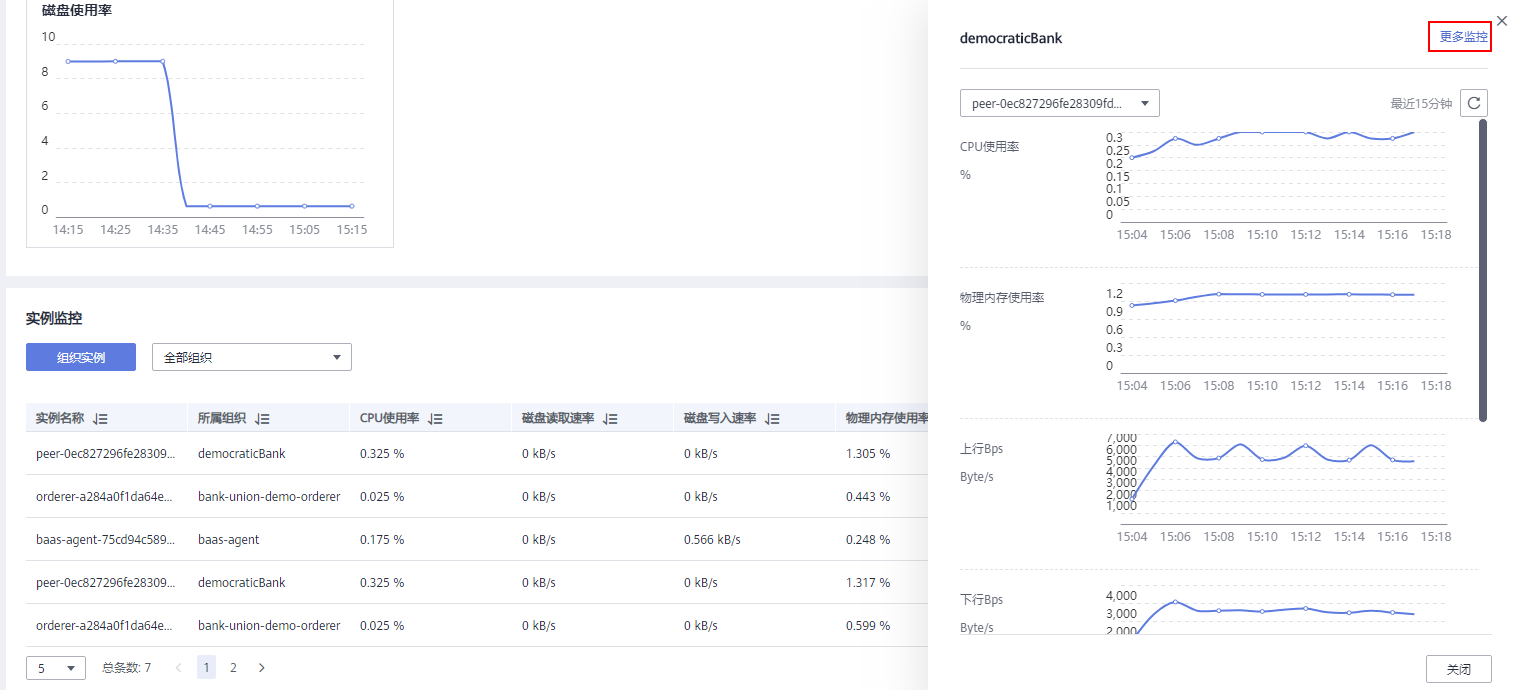 磁盘使用率
10
8
6
4
2
0
14:15 14:25 14:35 14:45 14:55 15:05 15:15
实例监控
组织实例 全部组织
实例名称 所属组织 CPU使用率 磁盘读取速率 磁盘写入速率 物理内存使用率
peer-0ec827296fe28309... democraticBank 0.325 % 0 kB/s 0 kB/s 1.305 %
orderer-a284a0f1da64e... bank-union-demo-orderer 0.025 % 0 kB/s 0 kB/s 0.443 %
baas-agent-75cd94c589... baas-agent 0.175 % 0 kB/s 0.566 kB/s 0.248 %
peer-0ec827296fe28309... democraticBank 0.325 % 0 kB/s 0 kB/s 1.317 %
orderer-a284a0f1da64e... bank-union-demo-orderer 0.025 % 0 kB/s 0 kB/s 0.599 %
5 总条数: 7 1 2
democraticBank 更多监控
peer-0ec827296fe28309fd... 最近15分钟
CPU使用率
%
0.3
0.25
0.2
0.15
0.1
0.05
0
15:04 15:06 15:08 15:10 15:12 15:14 15:16 15:18
物理内存使用率
%
1.2
0.9
0.6
0.3
0
15:04 15:06 15:08 15:10 15:12 15:14 15:16 15:18
上行Bps
Byte/s
7,000
6,000
5,000
4,000
3,000
2,000
1,000
15:04 15:06 15:08 15:10 15:12 15:14 15:16 15:18
下行Bps
Byte/s
4,000
3,000
2,000
关闭